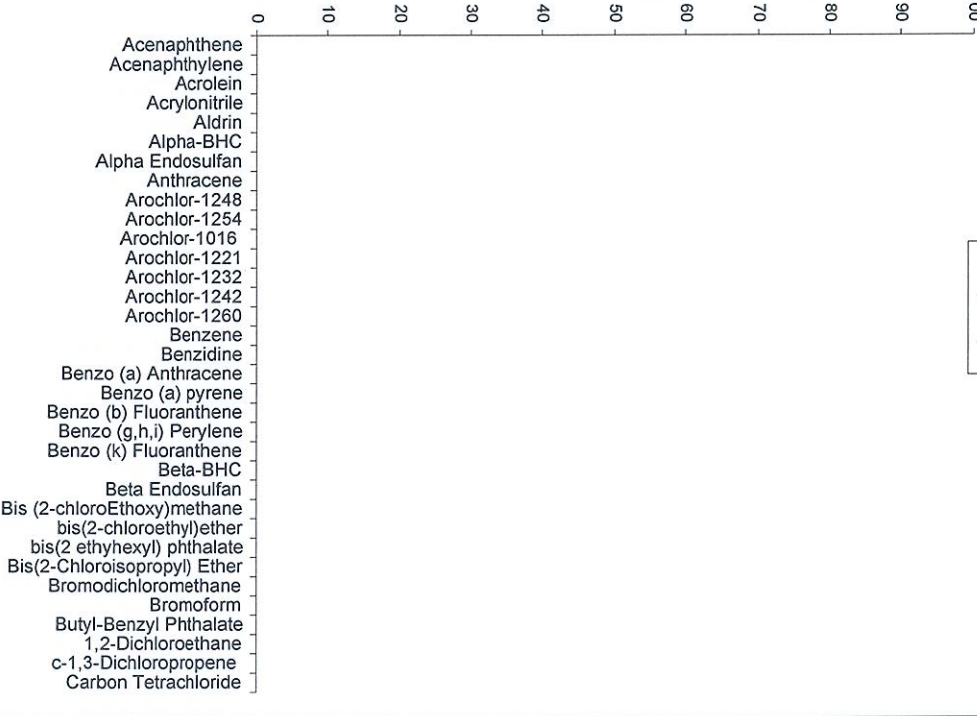 0
10
20
30
40
50
60
70
80
90
Acenaphthene
Acenaphthylene
Acrolein
Acrylonitrile
Aldrin
Alpha-BHC
Alpha Endosulfan
Anthracene
Arochlor-1248
Arochlor-1254
Arochlor-1016
Arochlor-1221
Arochlor-1232
Arochlor-1242
Arochlor-1260
Benzene
Benzidine
Benzo (a) Anthracene
Benzo (a) pyrene
Benzo (b) Fluoranthene
Benzo (g,h,i) Perylene
Benzo (k) Fluoranthene
Beta-BHC
Beta Endosulfan
Bis (2-chloroEthoxy)methane
bis(2-chloroethyl)ether
bis(2 ethyhexyl) phthalate
Bis(2-Chloroisopropyl) Ether
Bromodichloromethane
Bromoform
Butyl-Benzyl Phthalate
1,2-Dichloroethane
c-1,3-Dichloropropene
Carbon Tetrachloride